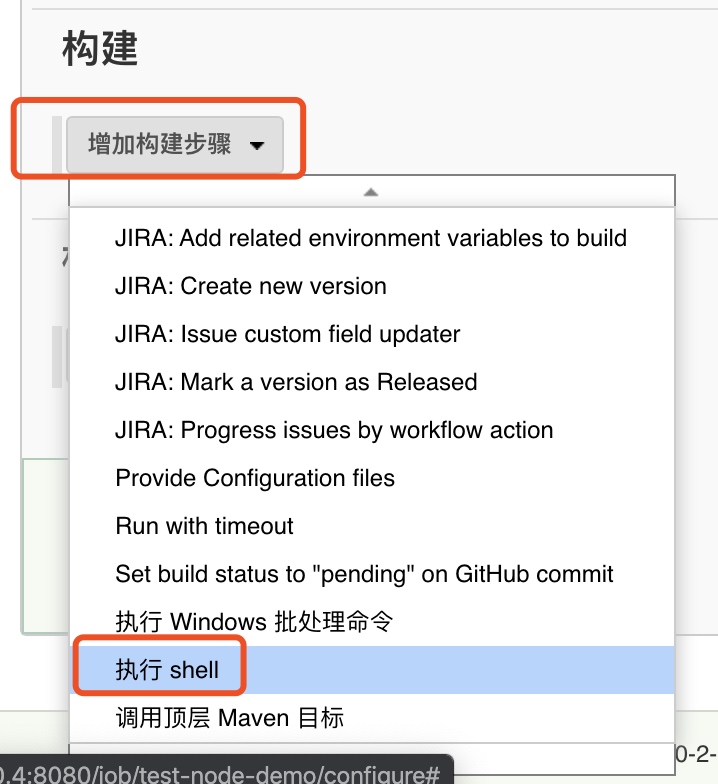 构建
增加构建步骤
JIRA: Add related environment variables to build
JIRA: Create new version
JIRA: Issue custom field updater
JIRA: Mark a version as Released
JIRA: Progress issues by workflow action
Provide Configuration files
Run with timeout
Set build status to "pending" on GitHub commit
执行 Windows 批处理命令
执行 shell
调用顶层 Maven 目标
0-2-
0.4:8080/job/test-node-demo/configure#